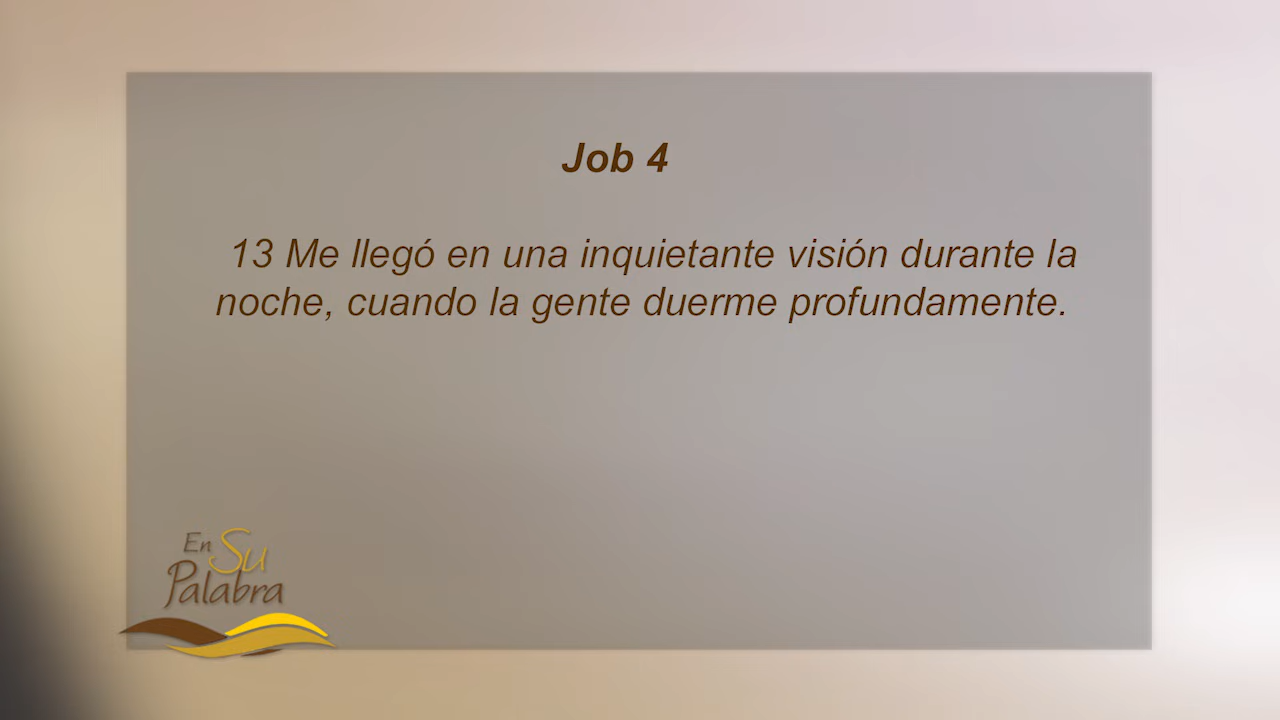 Job 4
13 Me llegó en una inquietante visión durante la
noche, cuando la gente duerme profundamente.
En Su
Palabra